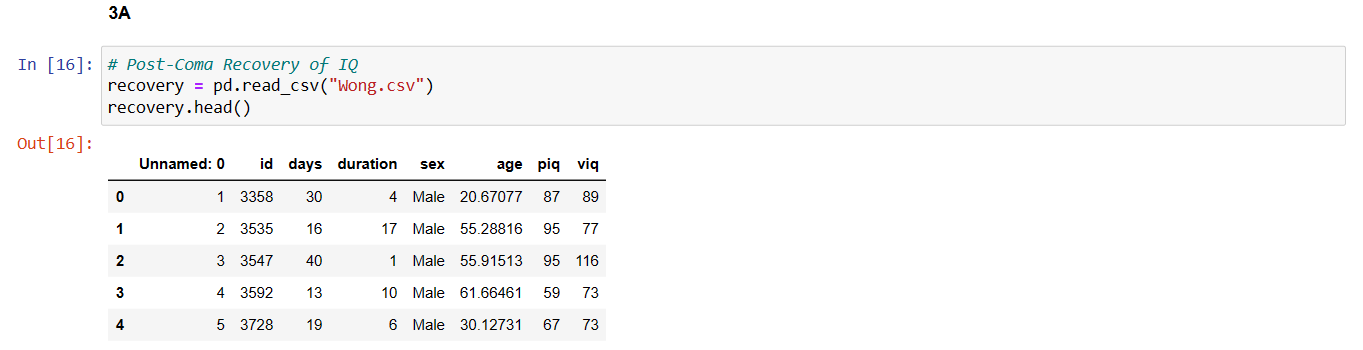 3A
In [16]: # Post-Coma Recovery of IQ
recovery = pd.read_csv("Wong.csv")
recovery.head()
Out[16]:
Unnamed: 0 id days duration sex age piq viq
0 1 3358 30 4 Male 20.67077 87 89
1 2 3535 16 17 Male 55.28816 95 77
2 3 3547 40 1 Male 55.91513 95 116
3 4 3592 13 10 Male 61.66461 59 73
4 5 3728 19 6 Male 30.12731 67 73